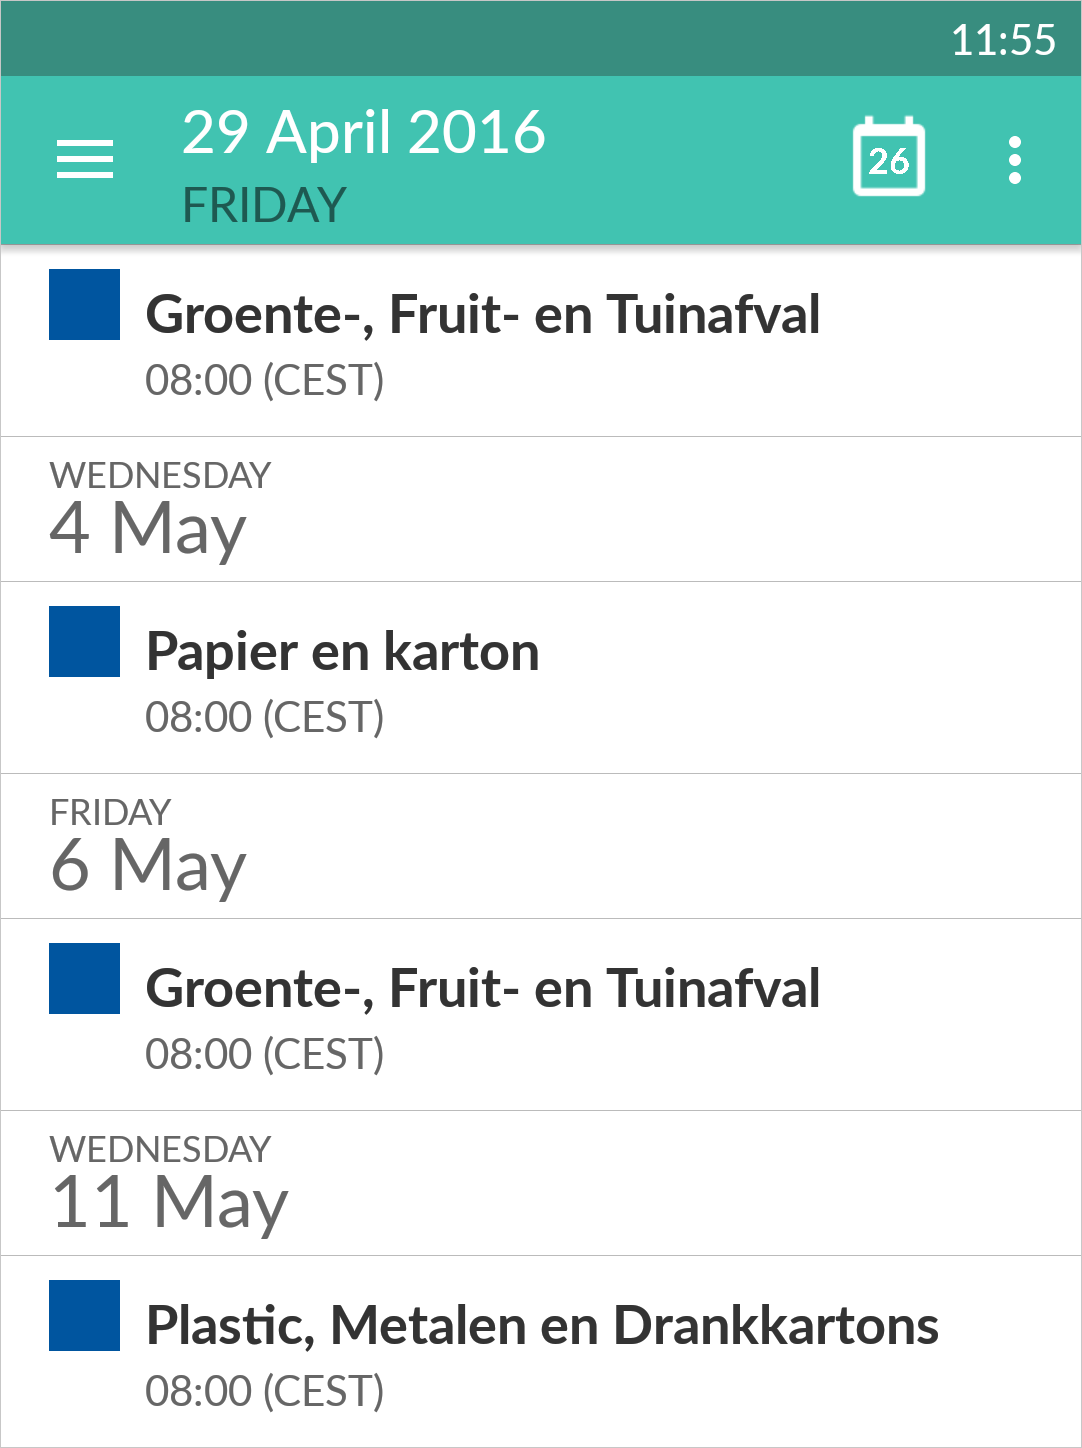 11:55
29 April 2016
26
FRIDAY
Groente-, Fruit- en Tuinafval
08:00 (CEST)
WEDNESDAY
4 May
Papier en karton
08:00 (CEST)
FRIDAY
6 May
Groente-, Fruit- en Tuinafval
08:00 (CEST)
WEDNESDAY
11 May
Plastic, Metalen en Drankkartons
08:00 (CEST)